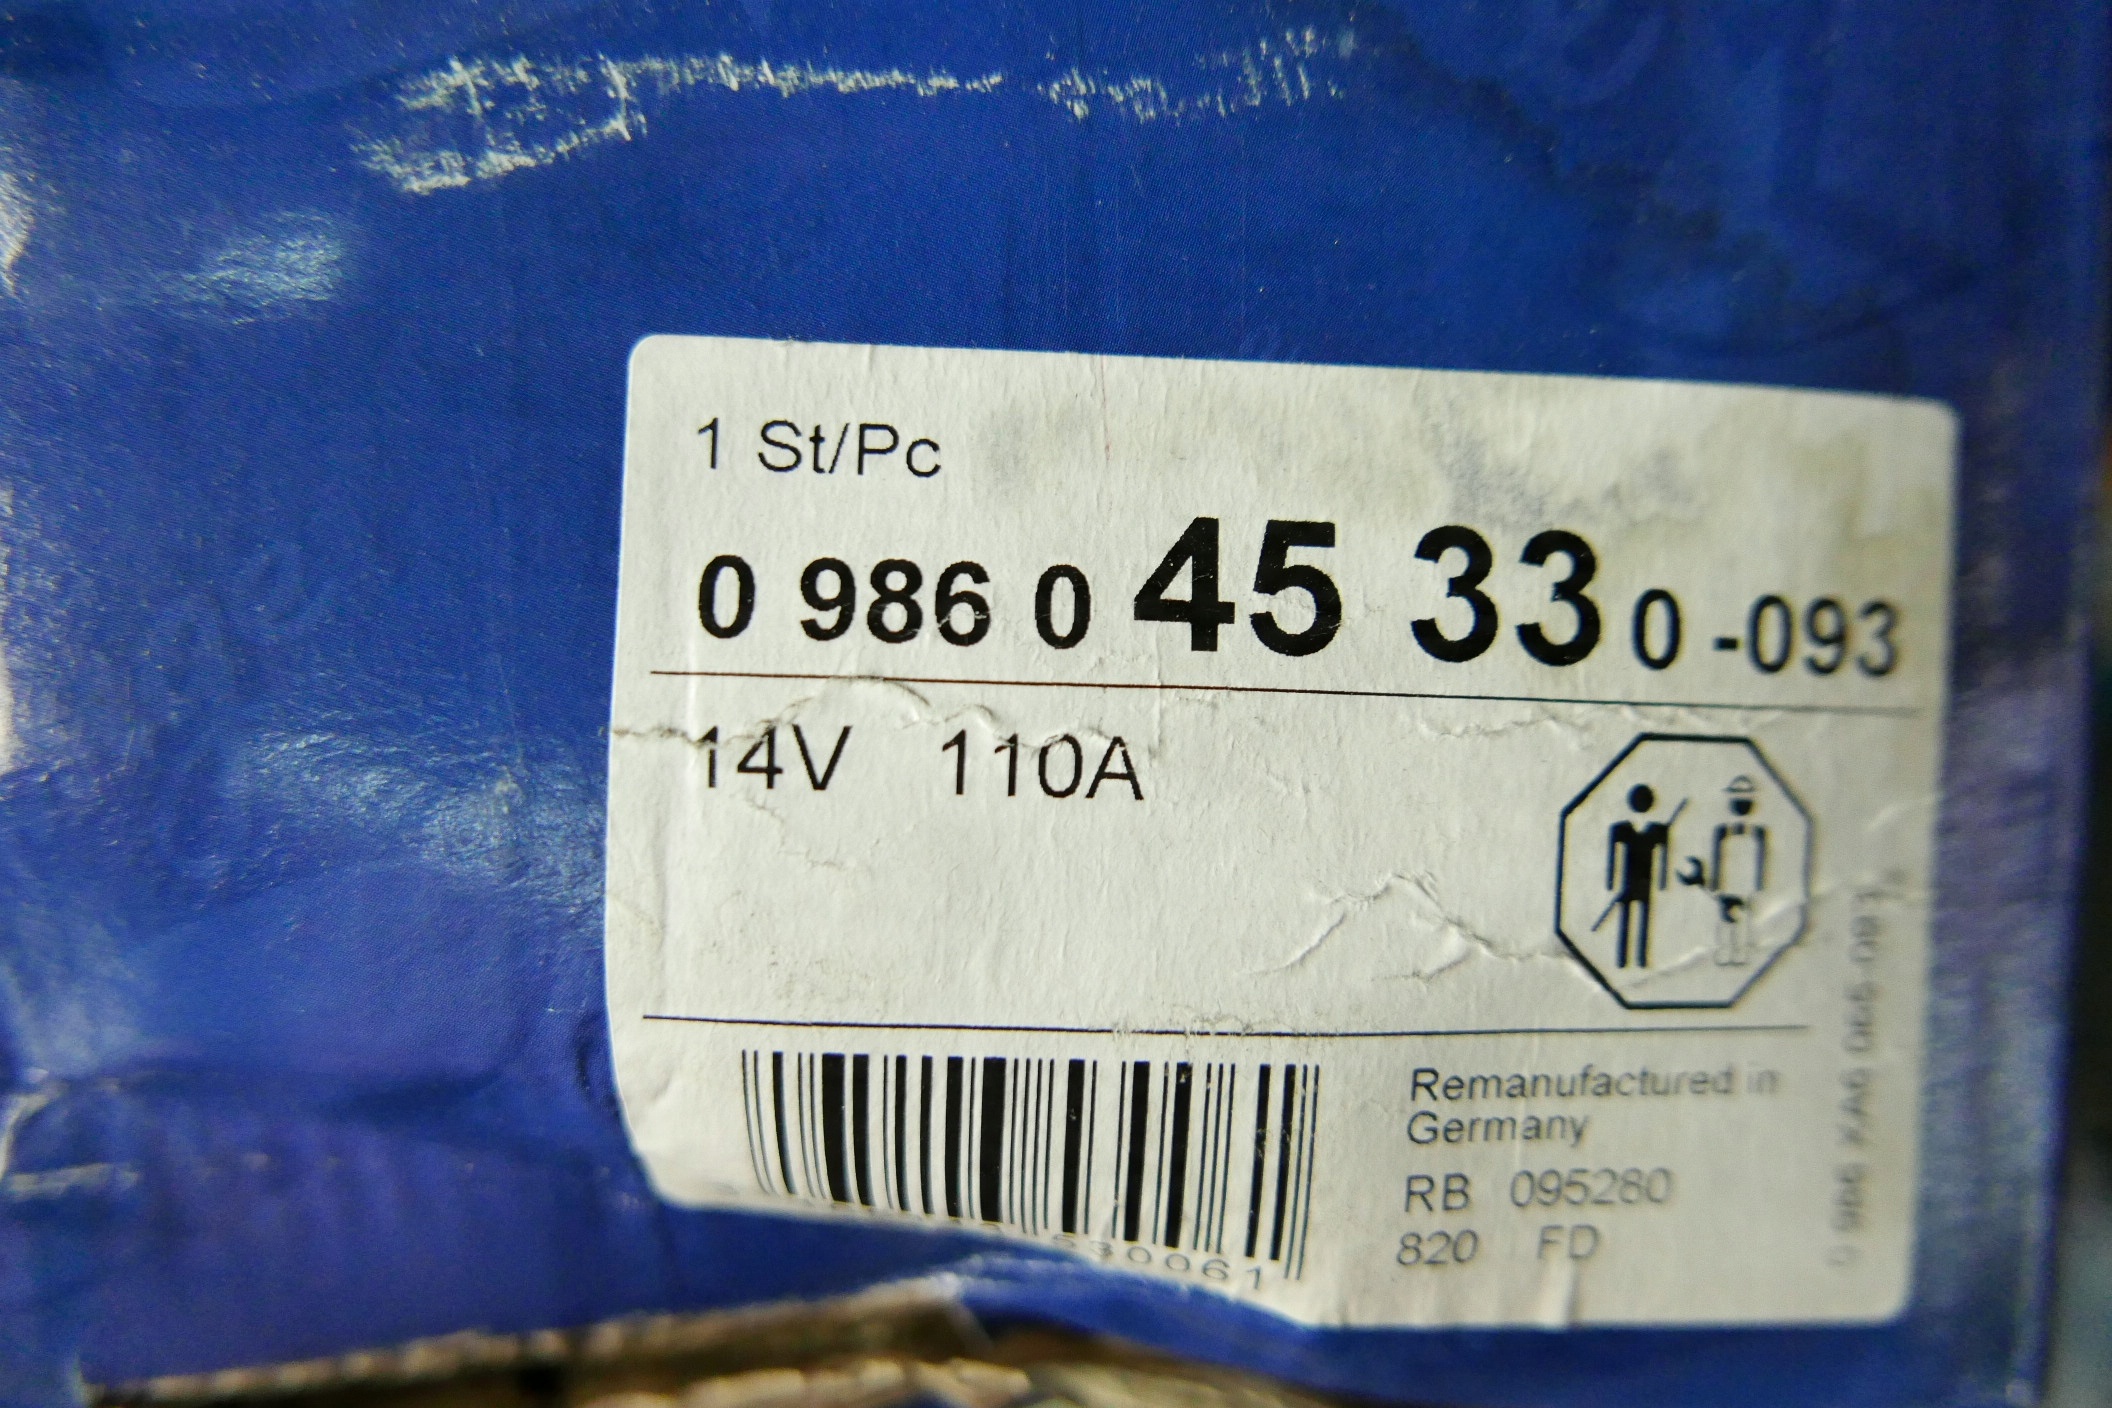 1 St/Pc
0 986 0 45 33 0 -093
14V 110A
Remanufactured in
Germany
RB 095280
820 FD
530061